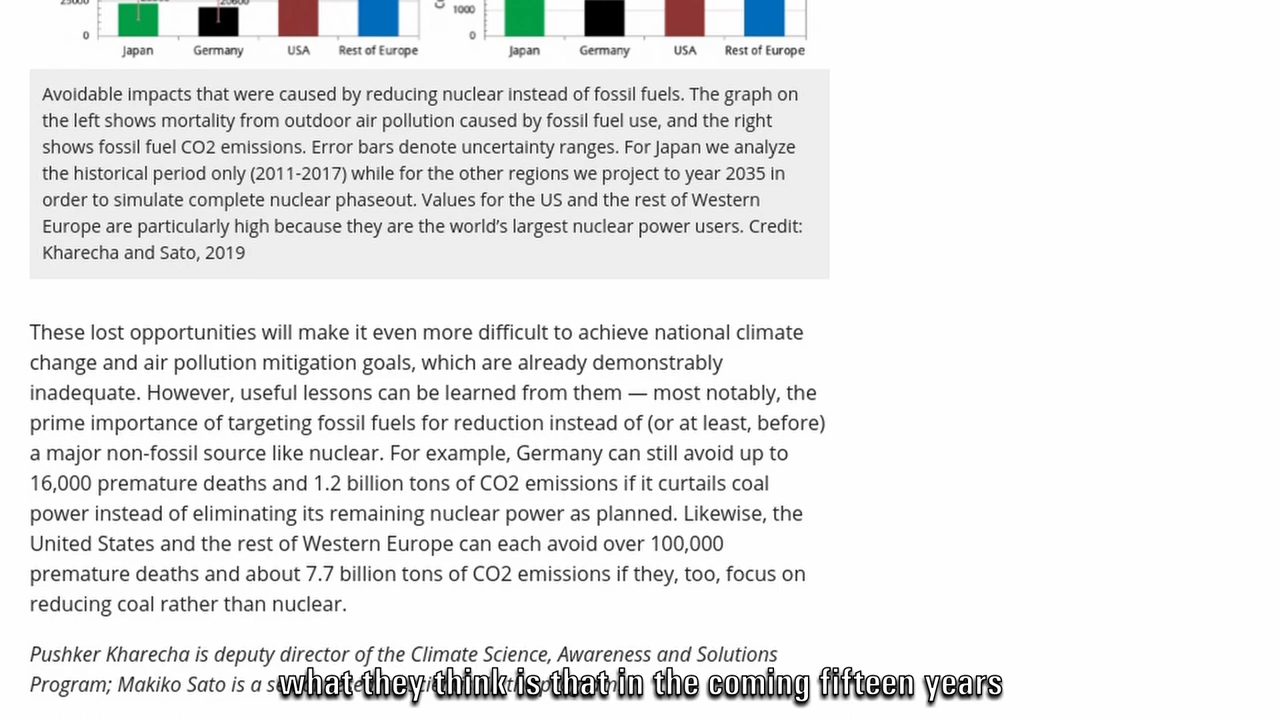 25000
20600
0
Japan
Germany
USA
Rest of Europe
1000
0
Japan
Germany
USA
Rest of Europe
Avoidable impacts that were caused by reducing nuclear instead of fossil fuels. The graph on
the left shows mortality from outdoor air pollution caused by fossil fuel use, and the right
shows fossil fuel CO2 emissions. Error bars denote uncertainty ranges. For Japan we analyze
the historical period only (2011-2017) while for the other regions we project to year 2035 in
order to simulate complete nuclear phaseout. Values for the US and the rest of Western
Europe are particularly high because they are the world’s largest nuclear power users. Credit:
Kharecha and Sato, 2019
These lost opportunities will make it even more difficult to achieve national climate
change and air pollution mitigation goals, which are already demonstrably
inadequate. However, useful lessons can be learned from them — most notably, the
prime importance of targeting fossil fuels for reduction instead of (or at least, before)
a major non-fossil source like nuclear. For example, Germany can still avoid up to
16,000 premature deaths and 1.2 billion tons of CO2 emissions if it curtails coal
power instead of eliminating its remaining nuclear power as planned. Likewise, the
United States and the rest of Western Europe can each avoid over 100,000
premature deaths and about 7.7 billion tons of CO2 emissions if they, too, focus on
reducing coal rather than nuclear.
Pushker Kharecha is deputy director of the Climate Science, Awareness and Solutions
Program; Makiko Sato is a
what they think is that in the coming fifteen years